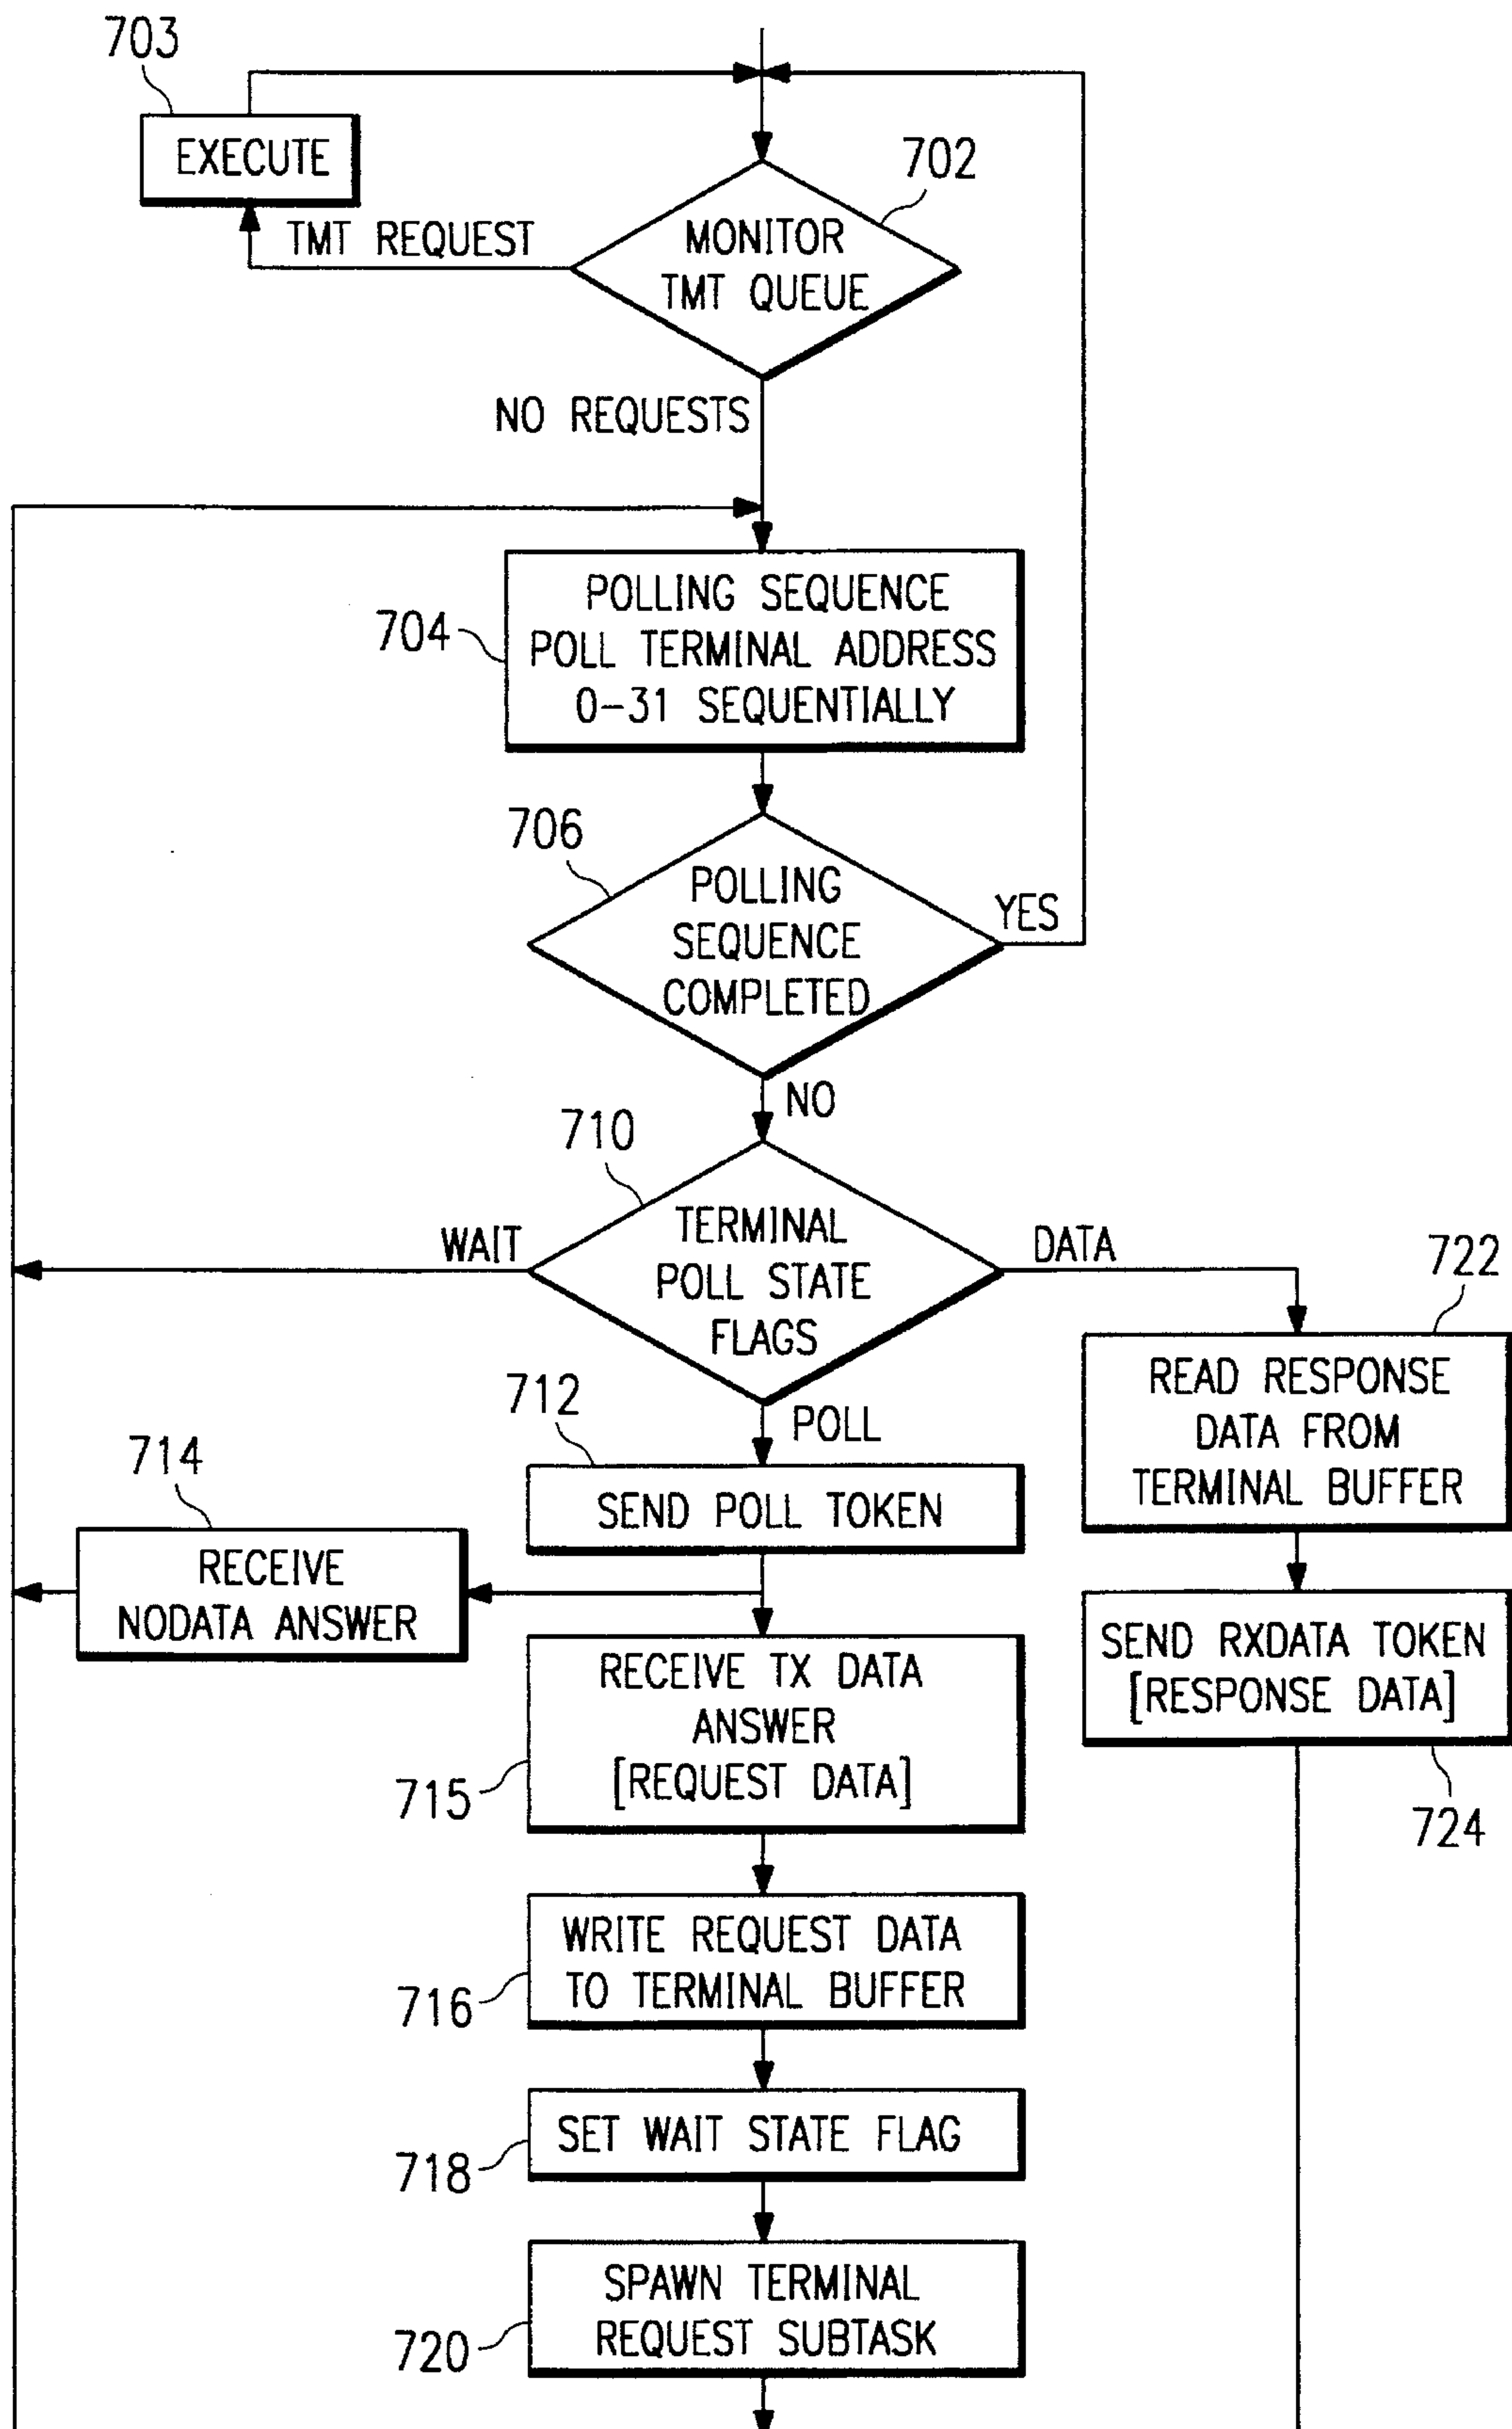 703
EXECUTE
702
TMT REQUEST
MONITOR
TMT QUEUE
NO REQUESTS
704
POLLING SEQUENCE
POLL TERMINAL ADDRESS
0-31 SEQUENTIALLY
706
POLLING
SEQUENCE
COMPLETED
YES
NO
710
WAIT
TERMINAL
POLL STATE
FLAGS
DATA
722
READ RESPONSE
DATA FROM
TERMINAL BUFFER
712
POLL
SEND POLL TOKEN
714
RECEIVE
NODATA ANSWER
SEND RXDATA TOKEN
[RESPONSE DATA]
724
RECEIVE TX DATA
ANSWER
[REQUEST DATA]
715
WRITE REQUEST DATA
TO TERMINAL BUFFER
716
SET WAIT STATE FLAG
718
SPAWN TERMINAL
REQUEST SUBTASK
720